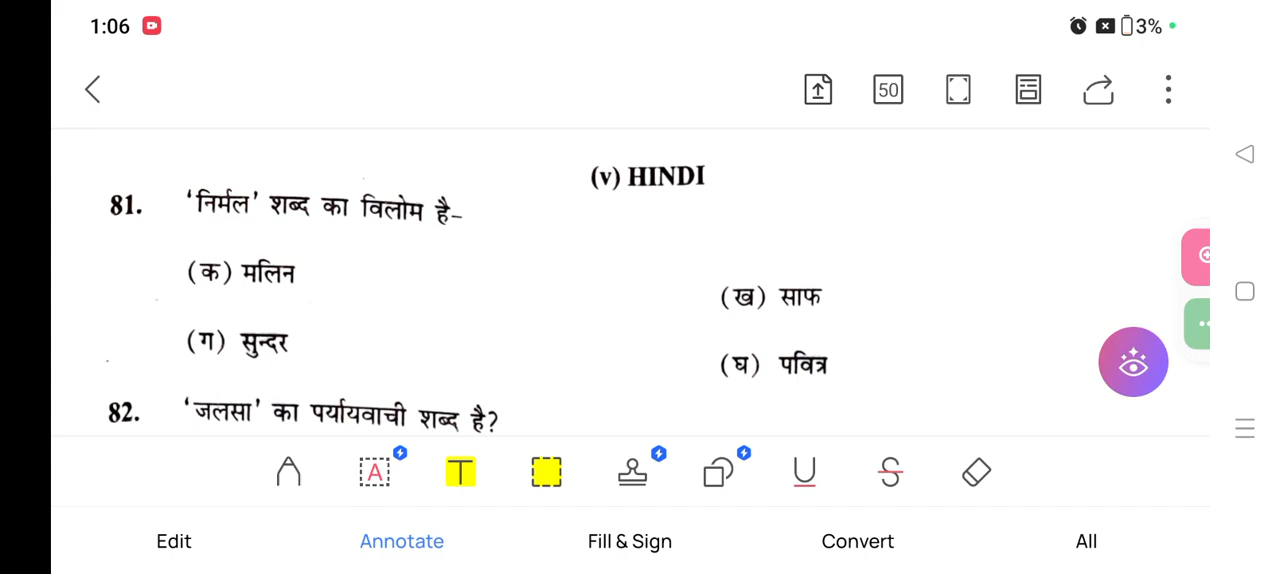 1:06
3%
50
(v) HINDI
81. 'निर्मल' शब्द का विलोम है–
(क) मलिन
(ख) साफ
(ग) सुन्दर
(घ) पवित्र
82. 'जलसा' का पर्यायवाची शब्द है?
A T U S
Edit Annotate Fill & Sign Convert All